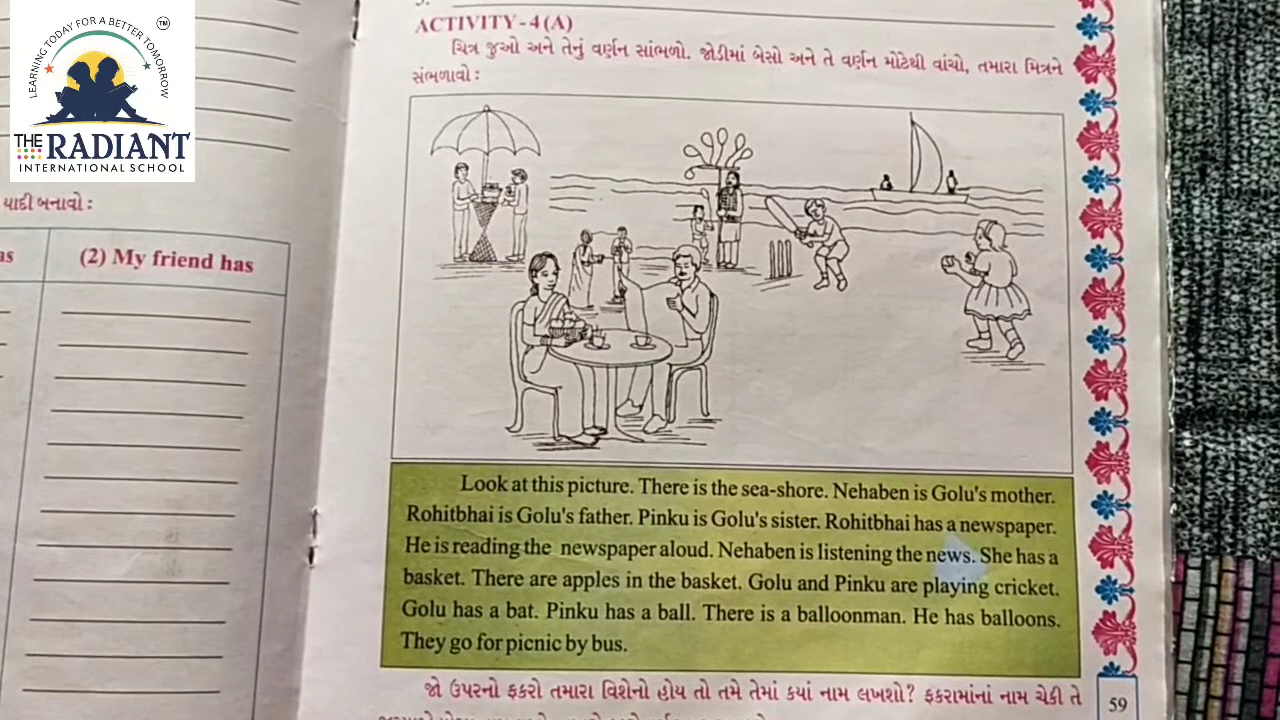 LEARNING TODAY FOR A BETTER TOMORROW
TM
THE RADIANT
INTERNATIONAL SCHOOL
યાદી બનાવો :
as
(2) My friend has
ACTIVITY - 4 (A)
ચિત્ર જુઓ અને તેનું વર્ણન સાંભળો. જોડીમાં બેસો અને તે વર્ણન મોટેથી વાંચો, તમારા મિત્રને
સંભળાવો :
Look at this picture. There is the sea-shore. Nehaben is Golu's mother.
Rohitbhai is Golu's father. Pinku is Golu's sister. Rohitbhai has a newspaper.
He is reading the newspaper aloud. Nehaben is listening the news. She has a
basket. There are apples in the basket. Golu and Pinku are playing cricket.
Golu has a bat. Pinku has a ball. There is a balloonman. He has balloons.
They go for picnic by bus.
જો ઉપરનો ફકરો તમારા વિશેનો હોય તો તમે તેમાં કયાં નામ લખશો? ફકરામાંનાં નામ ચેકી તે
59